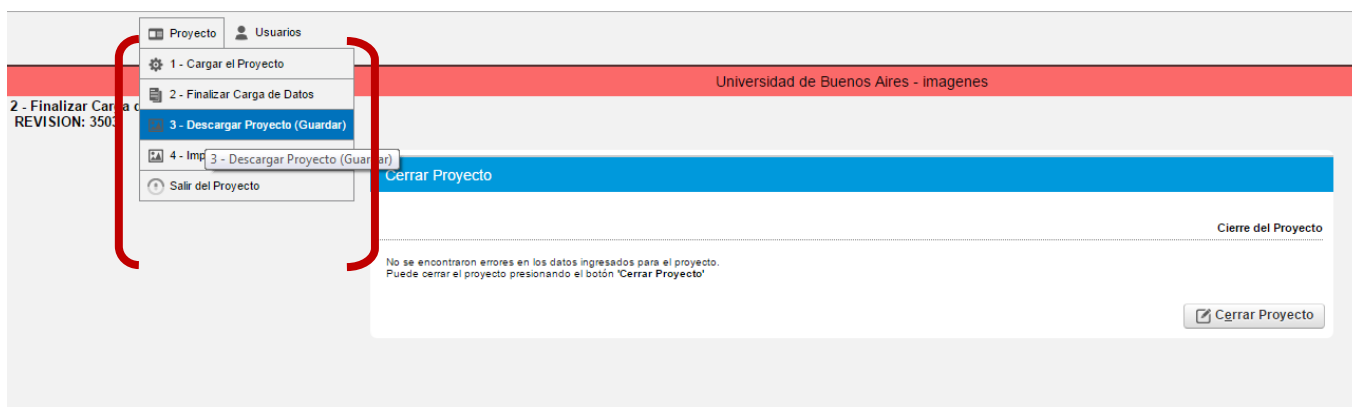 Proyecto Usuarios
1 - Cargar el Proyecto
Universidad de Buenos Aires - imagenes
2 - Finalizar Carga de Datos
2 - Finalizar Carga d
REVISION: 3503
3 - Descargar Proyecto (Guardar)
4 - Imp
3 - Descargar Proyecto (Guardar)
Salir del Proyecto
Cerrar Proyecto
Cierre del Proyecto
No se encontraron errores en los datos ingresados para el proyecto.
Puede cerrar el proyecto presionando el botón 'Cerrar Proyecto'
Cerrar Proyecto